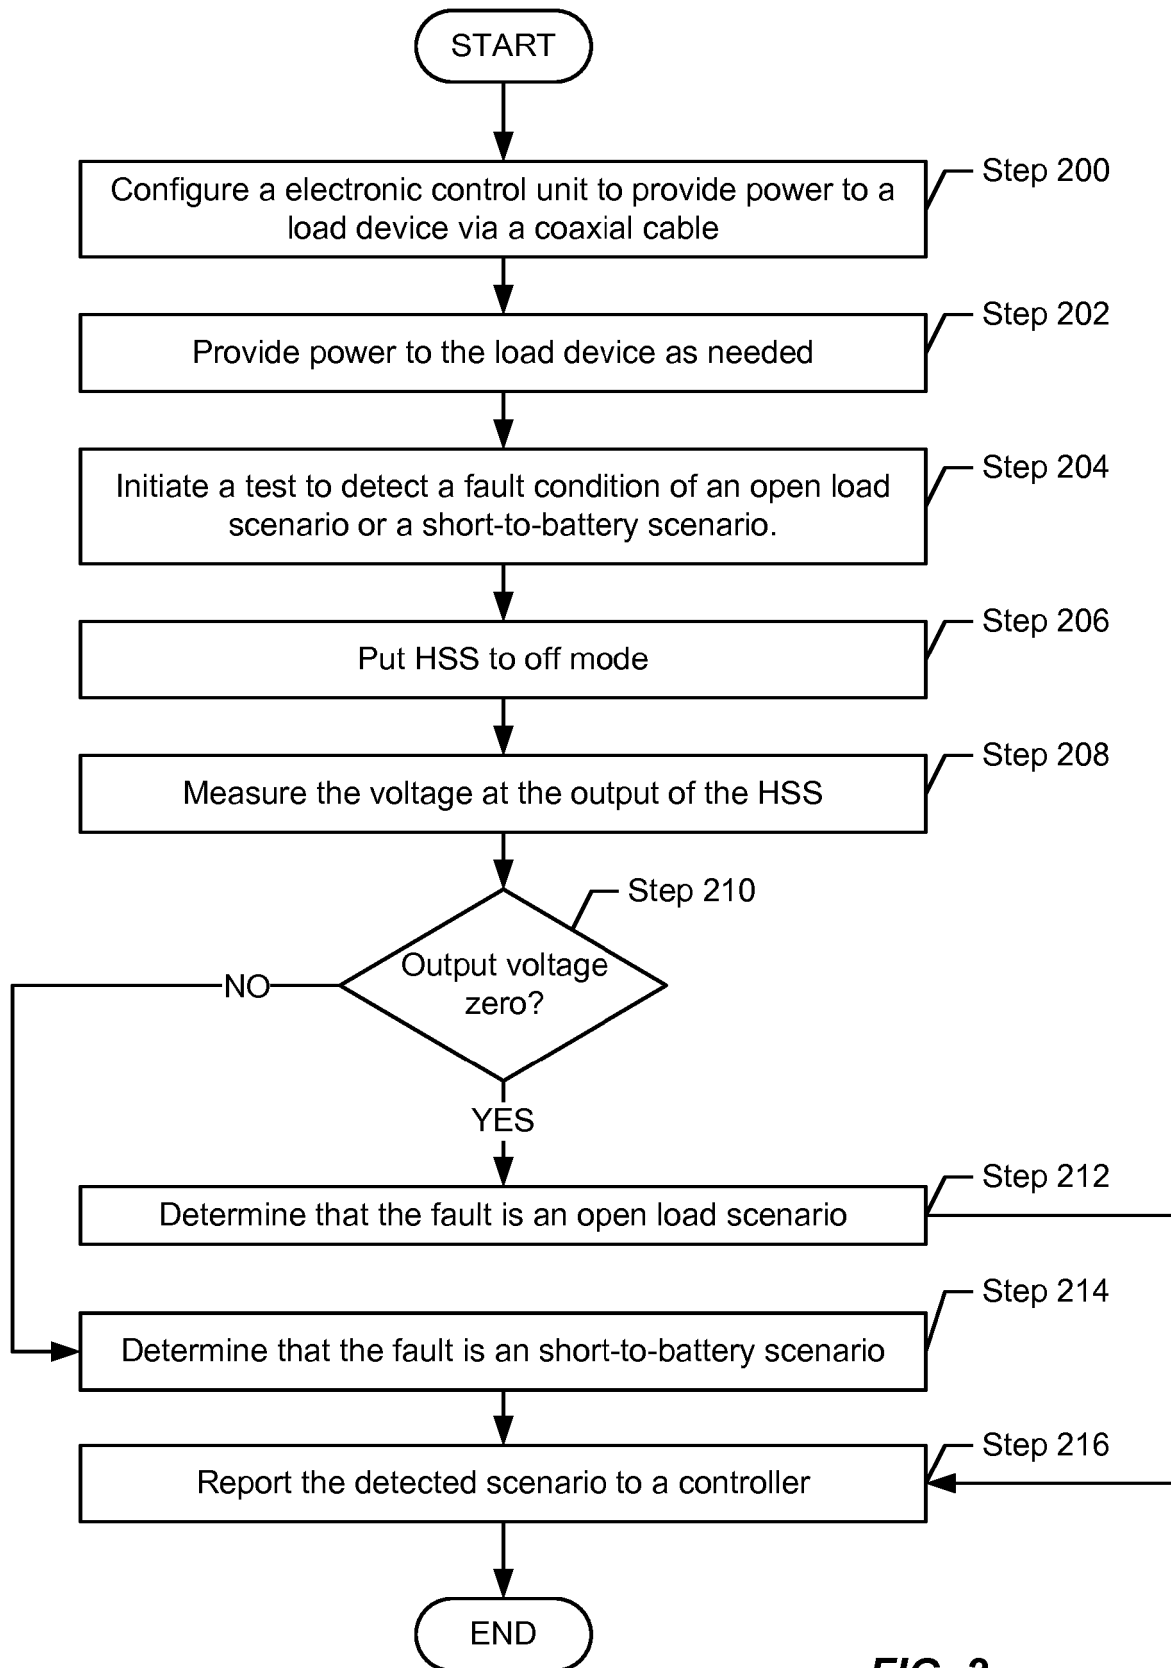 START
Step 200
Configure a electronic control unit to provide power to a
load device via a coaxial cable
Step 202
Provide power to the load device as needed
Step 204
Initiate a test to detect a fault condition of an open load
scenario or a short-to-battery scenario.
Step 206
Put HSS to off mode
Step 208
Measure the voltage at the output of the HSS
Step 210
Output voltage
zero?
NO
YES
Step 212
Determine that the fault is an open load scenario
Step 214
Determine that the fault is an short-to-battery scenario
Step 216
Report the detected scenario to a controller
END
FIG.